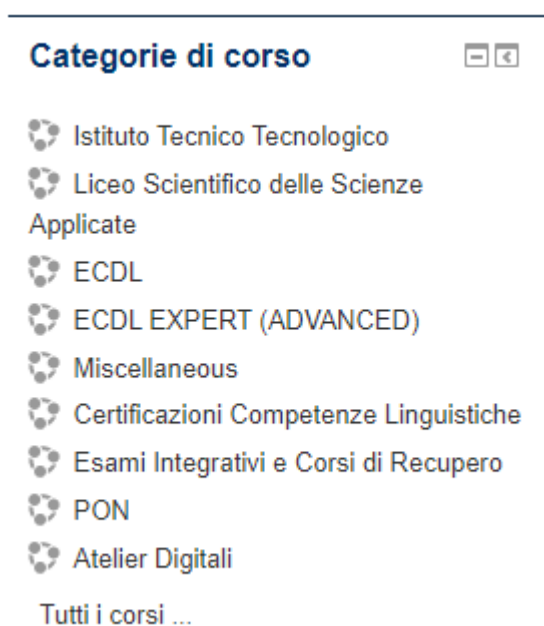 Categorie di corso
Istituto Tecnico Tecnologico
Liceo Scientifico delle Scienze
Applicate
ECDL
ECDL EXPERT (ADVANCED)
Miscellaneous
Certificazioni Competenze Linguistiche
Esami Integrativi e Corsi di Recupero
PON
Atelier Digitali
Tutti i corsi ...